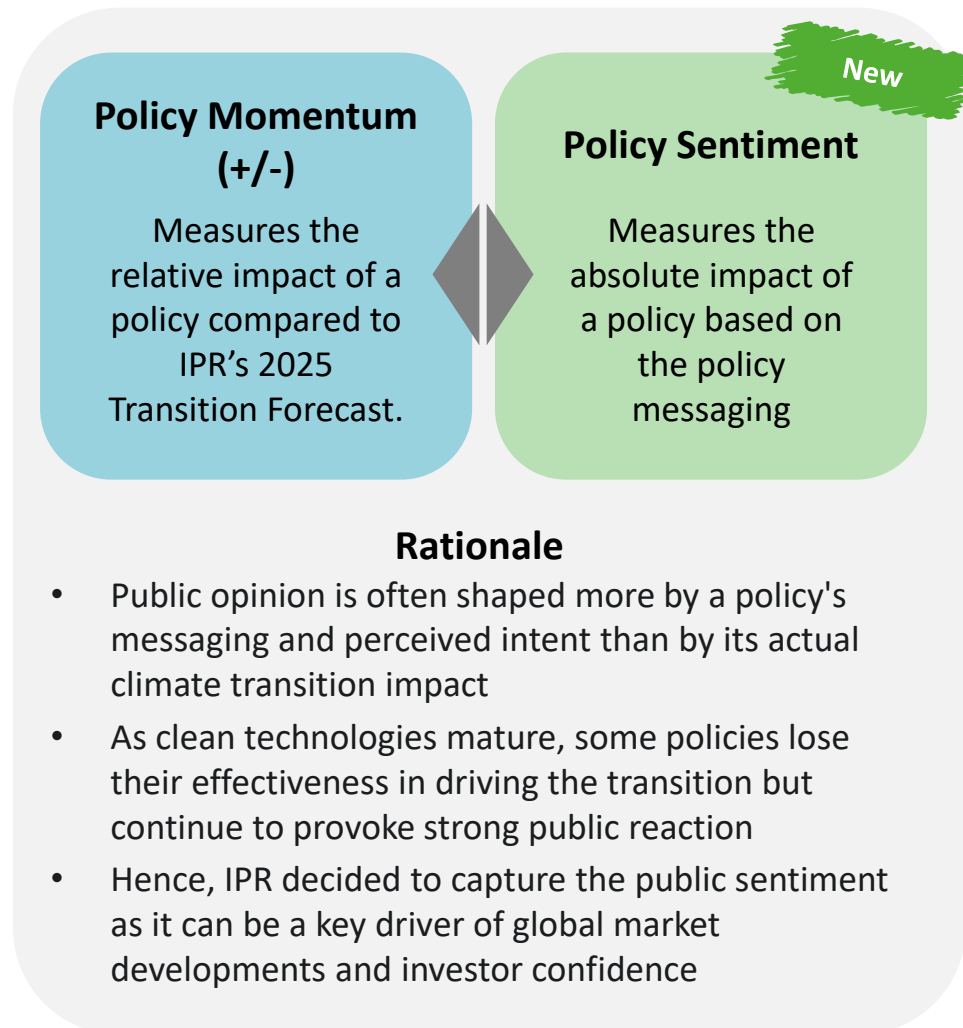 New
Policy Momentum
(+/-)
Measures the
relative impact of a
policy compared to
IPR’s 2025
Transition Forecast.
Policy Sentiment
Measures the
absolute impact of
a policy based on
the policy
messaging
Rationale
• Public opinion is often shaped more by a policy's
messaging and perceived intent than by its actual
climate transition impact
• As clean technologies mature, some policies lose
their effectiveness in driving the transition but
continue to provoke strong public reaction
• Hence, IPR decided to capture the public sentiment
as it can be a key driver of global market
developments and investor confidence